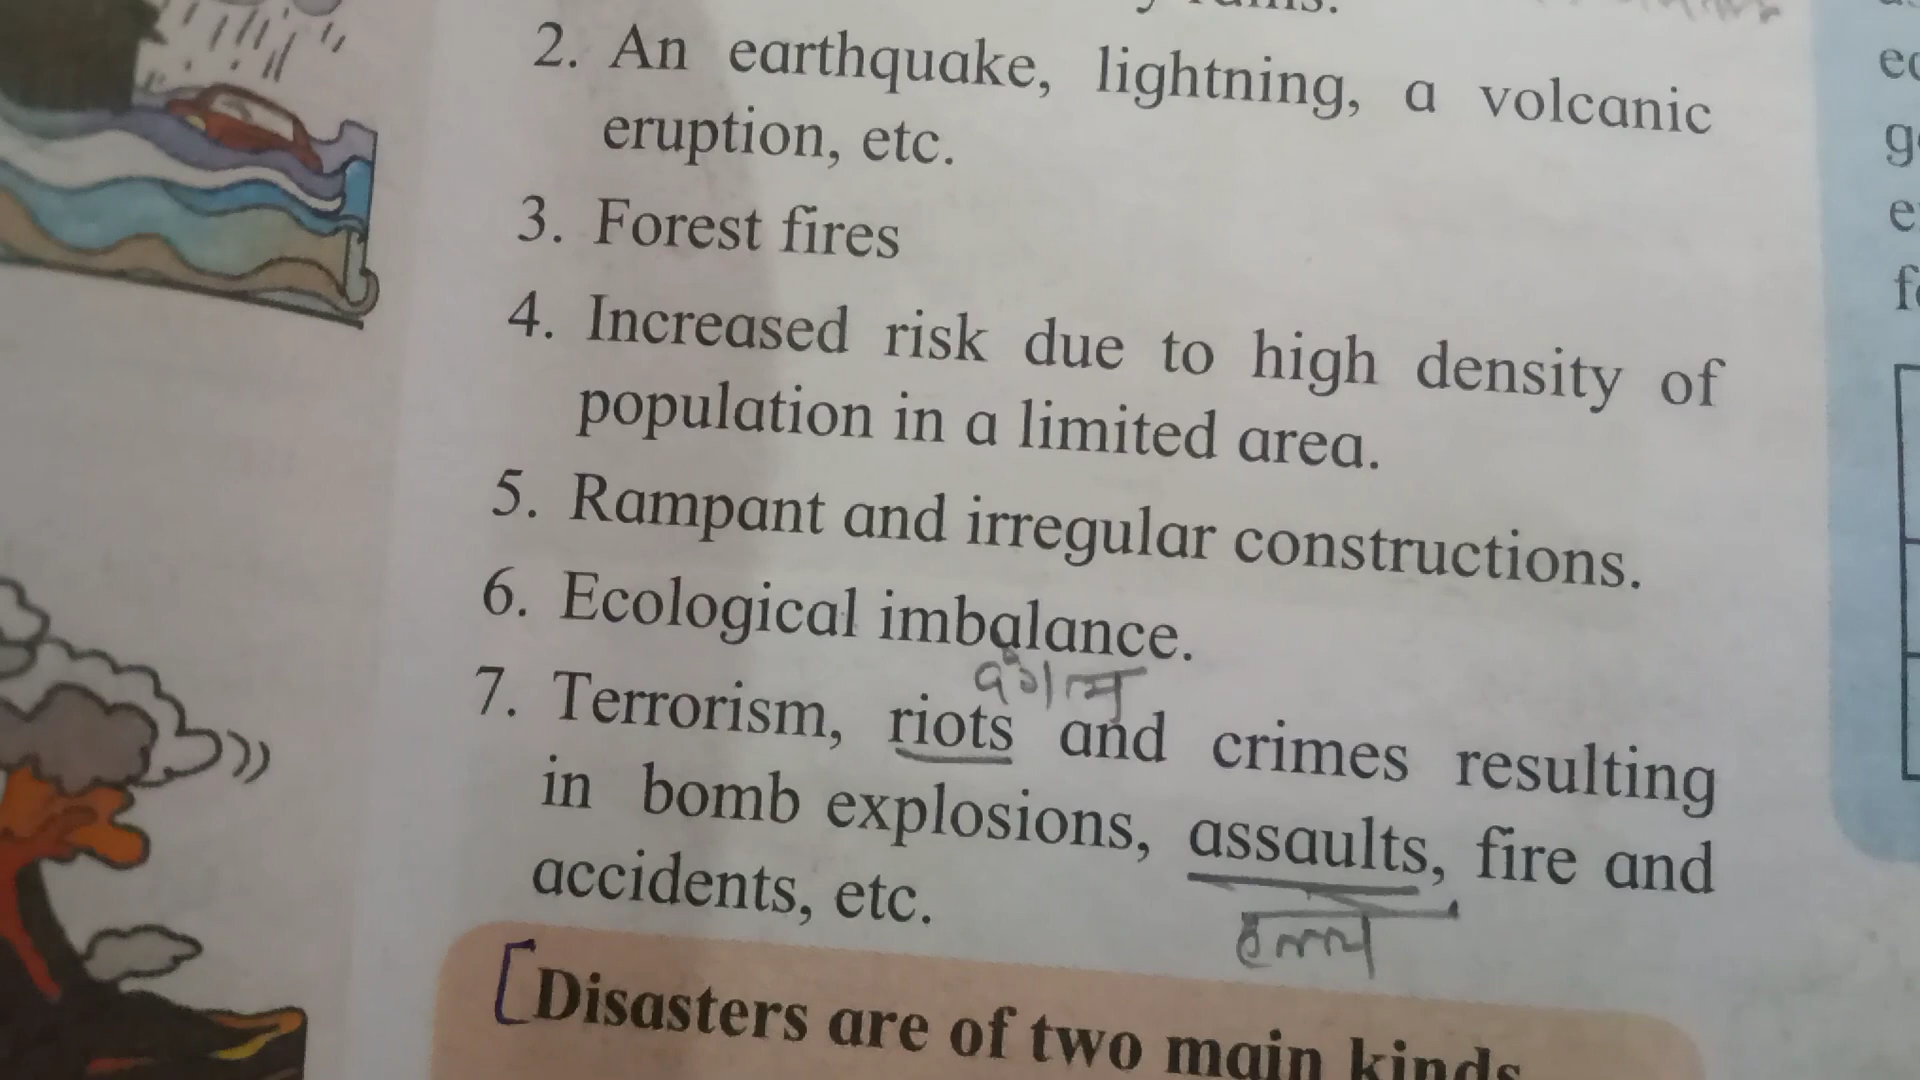 2. An earthquake, lightning, a volcanic
eruption, etc.
3. Forest fires
4. Increased risk due to high density of
population in a limited area.
5. Rampant and irregular constructions.
6. Ecological imbalance.
7. Terrorism, riots and crimes resulting
in bomb explosions, assaults, fire and
accidents, etc.
[Disasters are of two main kinds